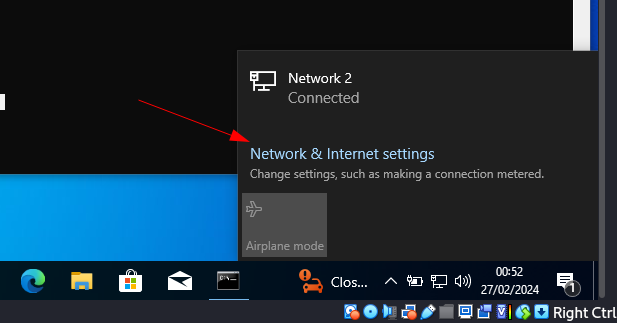 Network 2
Connected
Network & Internet settings
Change settings, such as making a connection metered.
Airplane mode
Clos...
00:52
27/02/2024
1
Right Ctrl